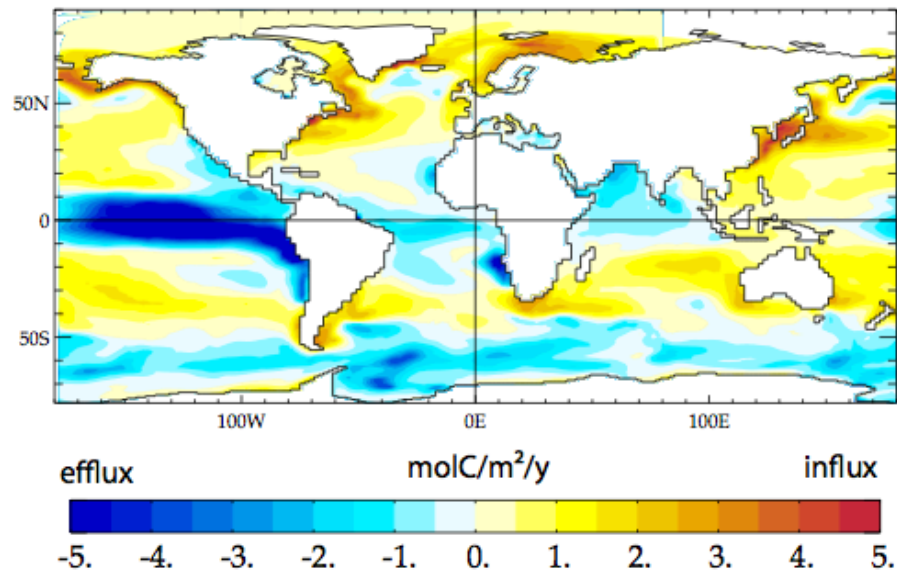 50N
0
50S
100W 0E 100E
efflux molC/m²/y influx
-5. -4. -3. -2. -1. 0. 1. 2. 3. 4. 5.